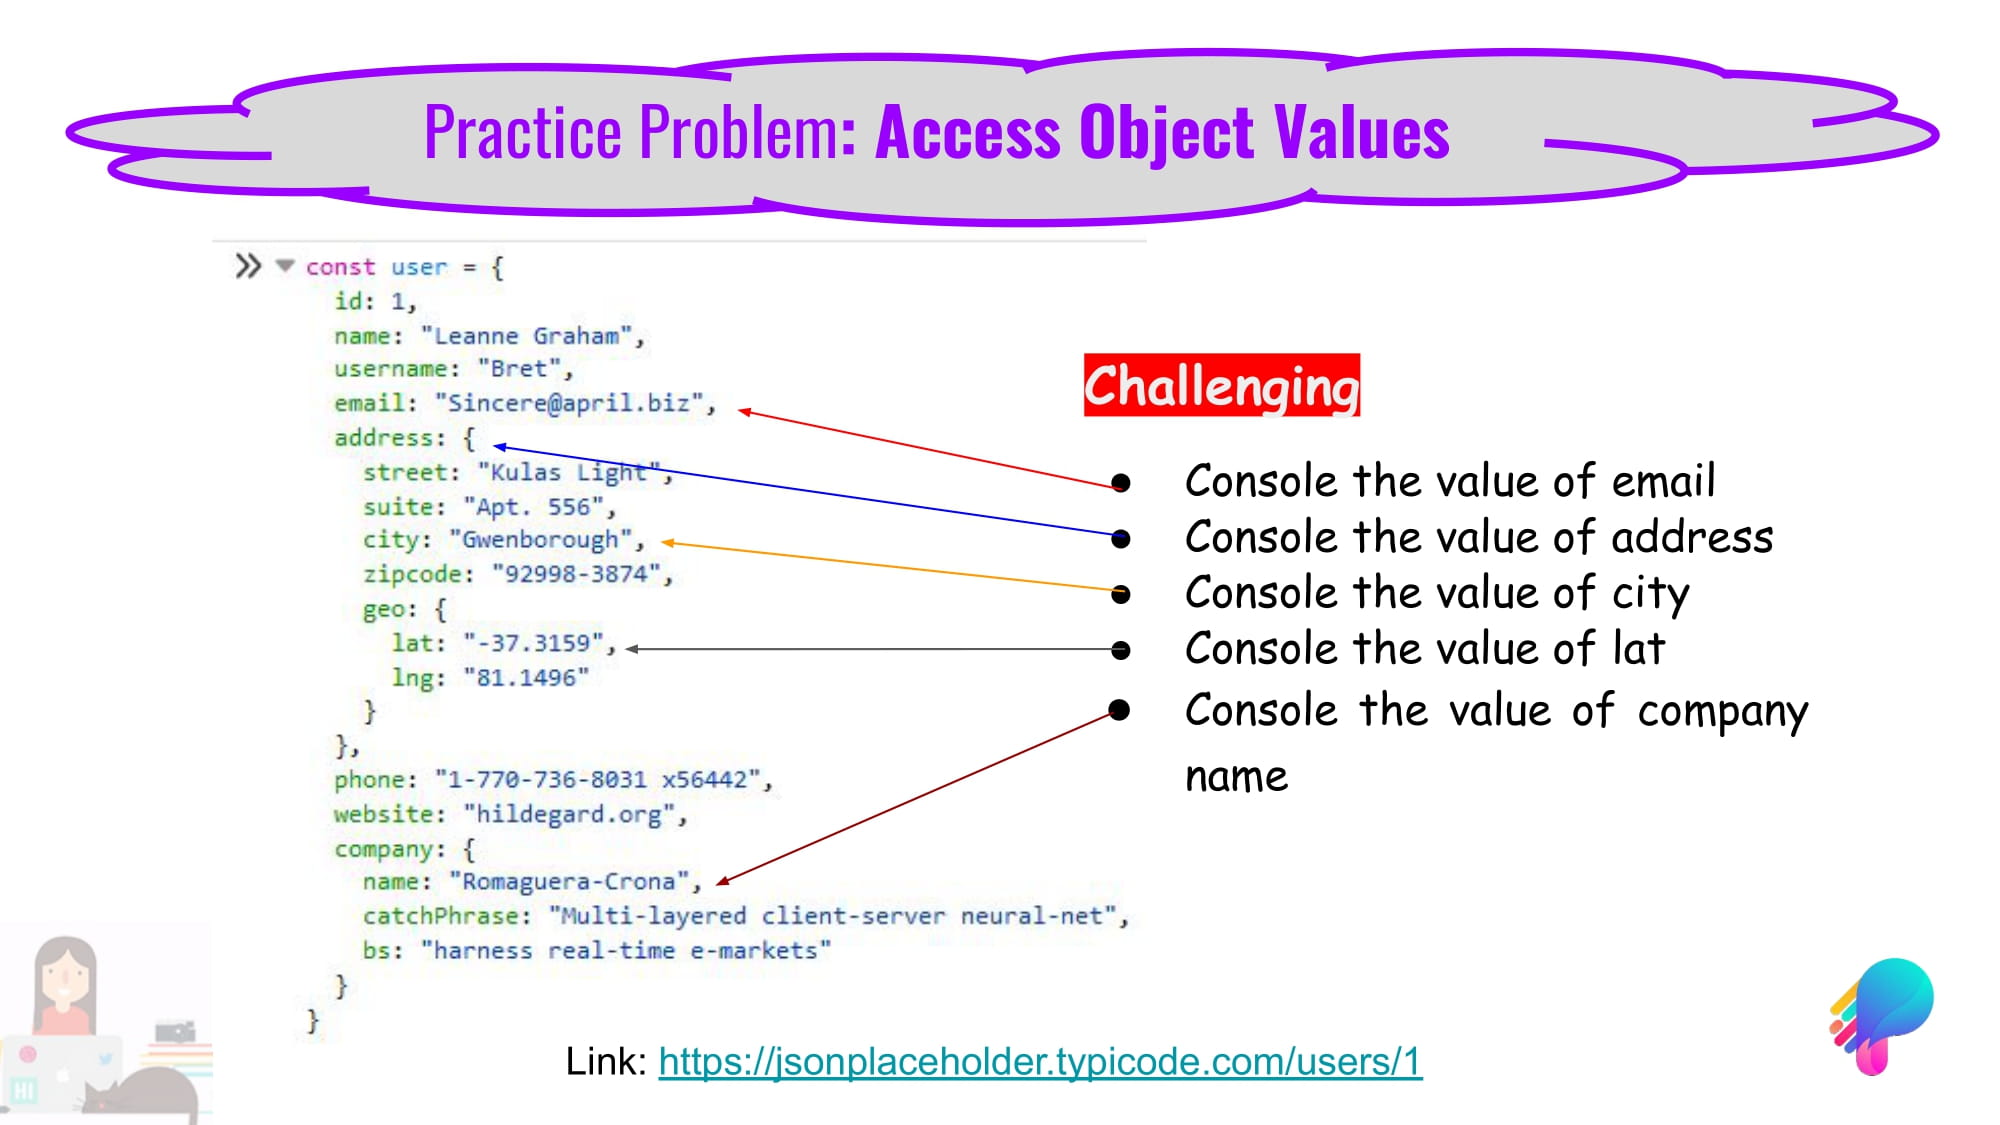 Practice Problem: Access Object Values
const user = {
id: 1,
name: "Leanne Graham",
username: "Bret",
email: "Sincere@april.biz",
address: {
street: "Kulas Light",
suite: "Apt. 556",
city: "Gwenborough",
zipcode: "92998-3874",
geo: {
lat: "-37.3159",
lng: "81.1496"
}
},
phone: "1-770-736-8031 x56442",
website: "hildegard.org",
company: {
name: "Romaguera-Crona",
catchPhrase: "Multi-layered client-server neural-net",
bs: "harness real-time e-markets"
}
}
Challenging
● Console the value of email
● Console the value of address
● Console the value of city
● Console the value of lat
● Console the value of company
name
HI
Link: https://jsonplaceholder.typicode.com/users/1